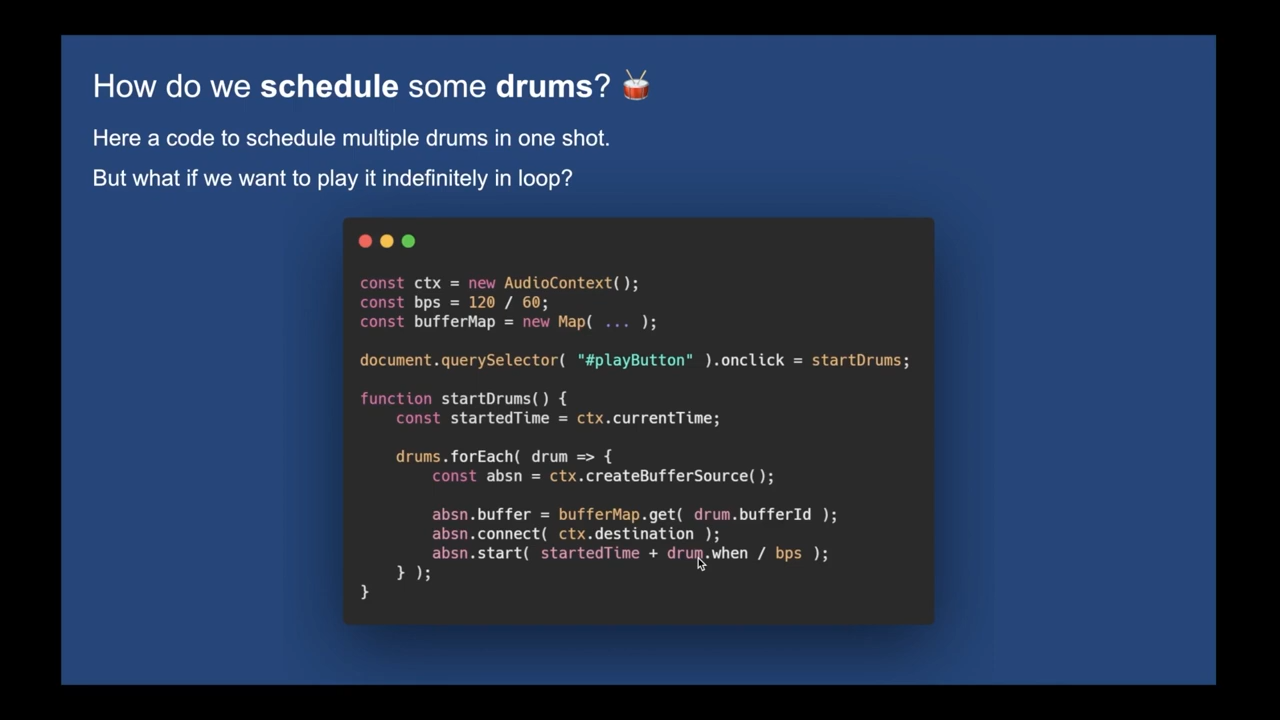 How do we schedule some drums? 🥁
Here a code to schedule multiple drums in one shot.
But what if we want to play it indefinitely in loop?
const ctx = new AudioContext();
const bps = 120 / 60;
const bufferMap = new Map( ... );
document.querySelector( "#playButton" ).onclick = startDrums;
function startDrums() {
    const startedTime = ctx.currentTime;
    drums.forEach( drum => {
        const absn = ctx.createBufferSource();
        absn.buffer = bufferMap.get( drum.bufferId );
        absn.connect( ctx.destination );
        absn.start( startedTime + drum.when / bps );
    } );
}